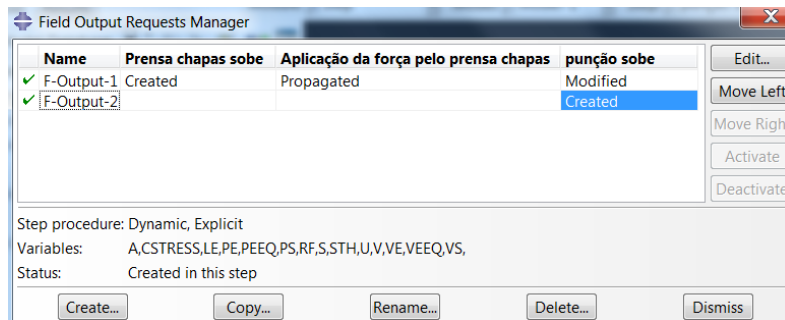 Field Output Requests Manager
Name Prensa chapas sobe Aplicação da força pelo prensa chapas punção sobe
F-Output-1 Created Propagated Modified
F-Output-2 Created
Edit...
Move Left
Move Righ
Activate
Deactivate
Step procedure: Dynamic, Explicit
Variables: A,CSTRESS,LE,PE,PEEQ,PS,RF,S,STH,U,V,VE,VEEQ,VS,
Status: Created in this step
Create... Copy... Rename... Delete... Dismiss